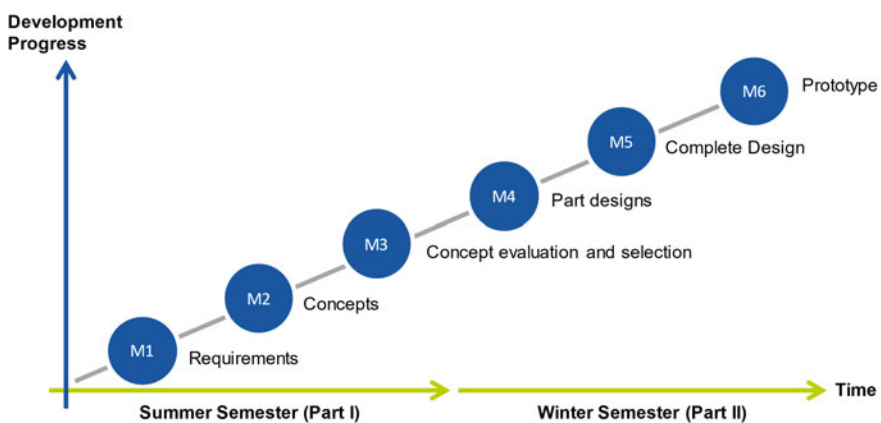 Development
Progress
M6
Prototype
M5
Complete Design
M4
Part designs
M3
Concept evaluation and selection
M2
Concepts
M1
Requirements
Time
Summer Semester (Part I)
Winter Semester (Part II)